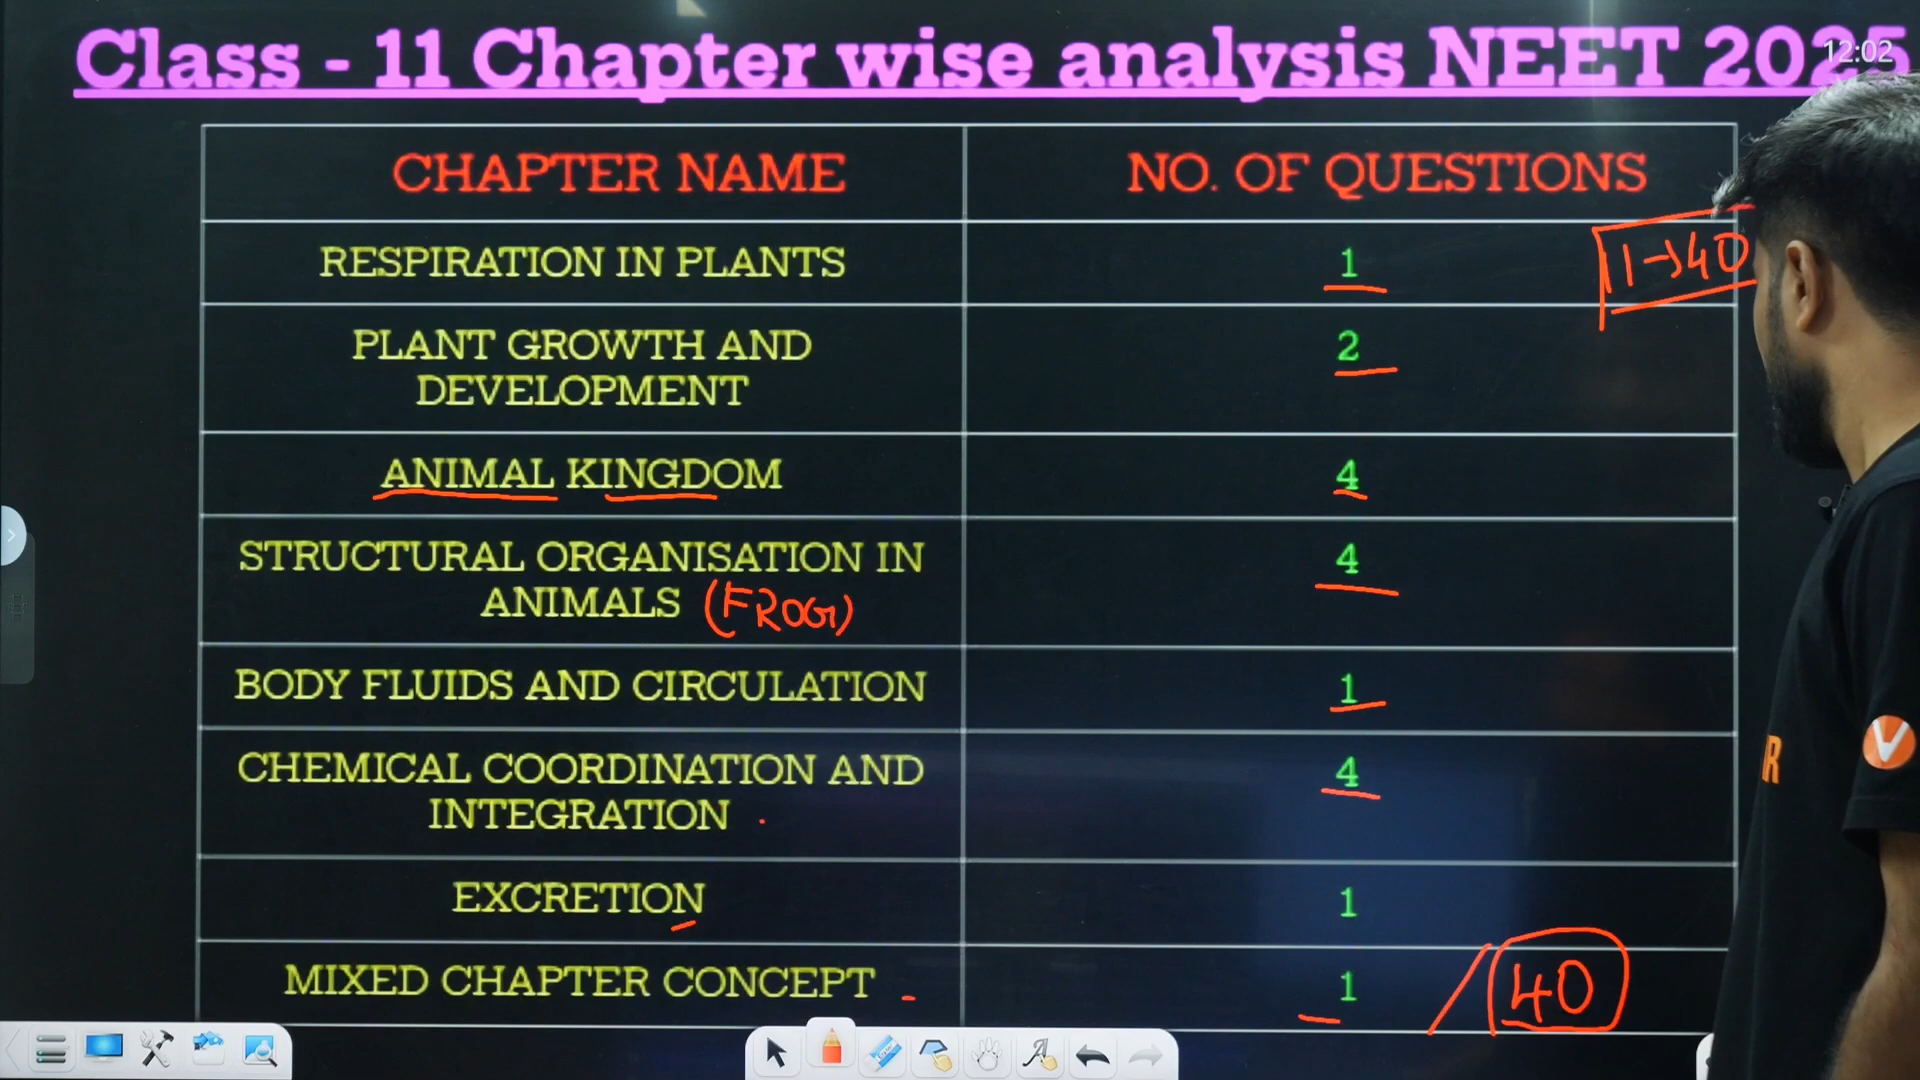 Class - 11 Chapter wise analysis NEET 2025
12:02
CHAPTER NAME
NO. OF QUESTIONS
RESPIRATION IN PLANTS
1
1→40
PLANT GROWTH AND
DEVELOPMENT
2
ANIMAL KINGDOM
4
STRUCTURAL ORGANISATION IN
ANIMALS (FROG)
4
BODY FLUIDS AND CIRCULATION
1
CHEMICAL COORDINATION AND
INTEGRATION
4
EXCRETION
1
MIXED CHAPTER CONCEPT
1
/40
R
V